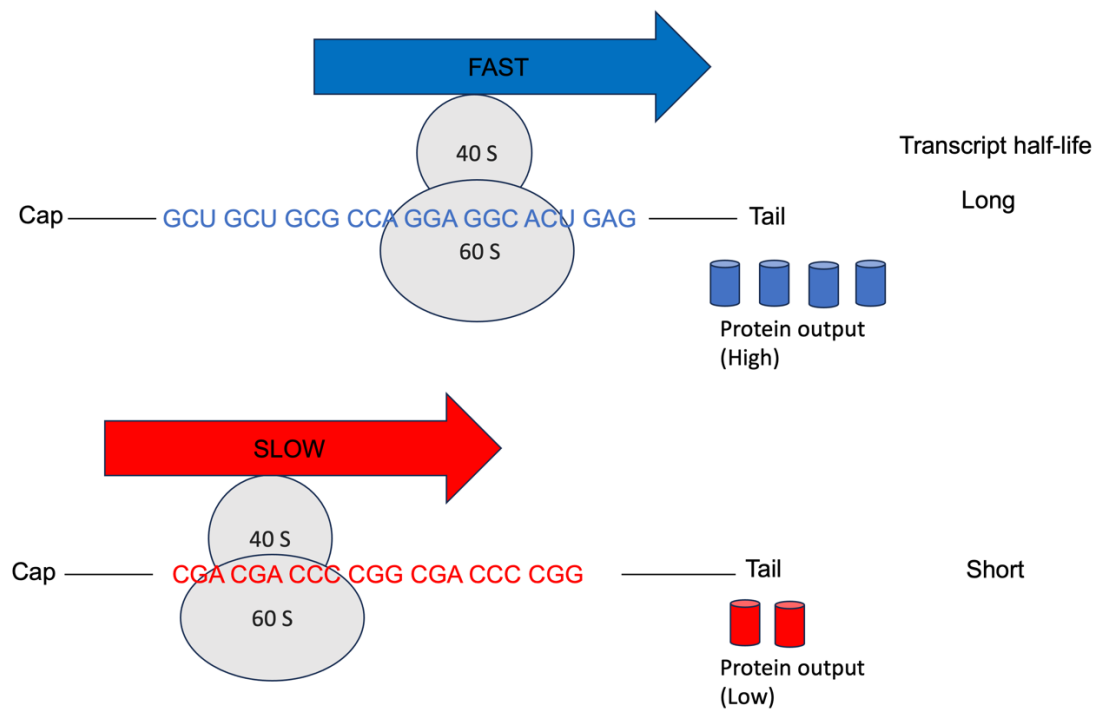 FAST
40 S
Transcript half-life
Cap
GCU GCU GCG CCA GGA GGC ACU GAG
Tail
Long
60 S
Protein output
(High)
SLOW
40 S
Cap
CGA CGA CCC CGG CGA CCC CGG
Tail
Short
60 S
Protein output
(Low)